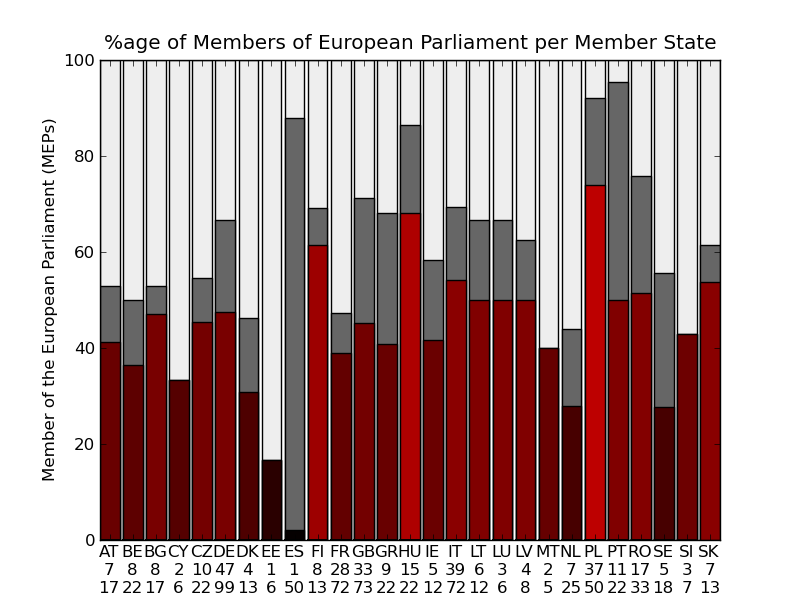 %age of Members of European Parliament per Member State
Member of the European Parliament (MEPs)
100
80
60
40
20
0
AT BE BG CY CZ DE DK EE ES FI FR GB GR HU IE IT LT LU LV MT NL PL PT RO SE SI SK
7 8 8 2 10 47 4 1 1 8 28 33 9 15 5 39 6 3 4 2 7 37 11 17 5 3 7
17 22 17 6 22 99 13 6 50 13 72 73 22 22 12 72 12 6 8 5 25 50 22 33 18 7 13